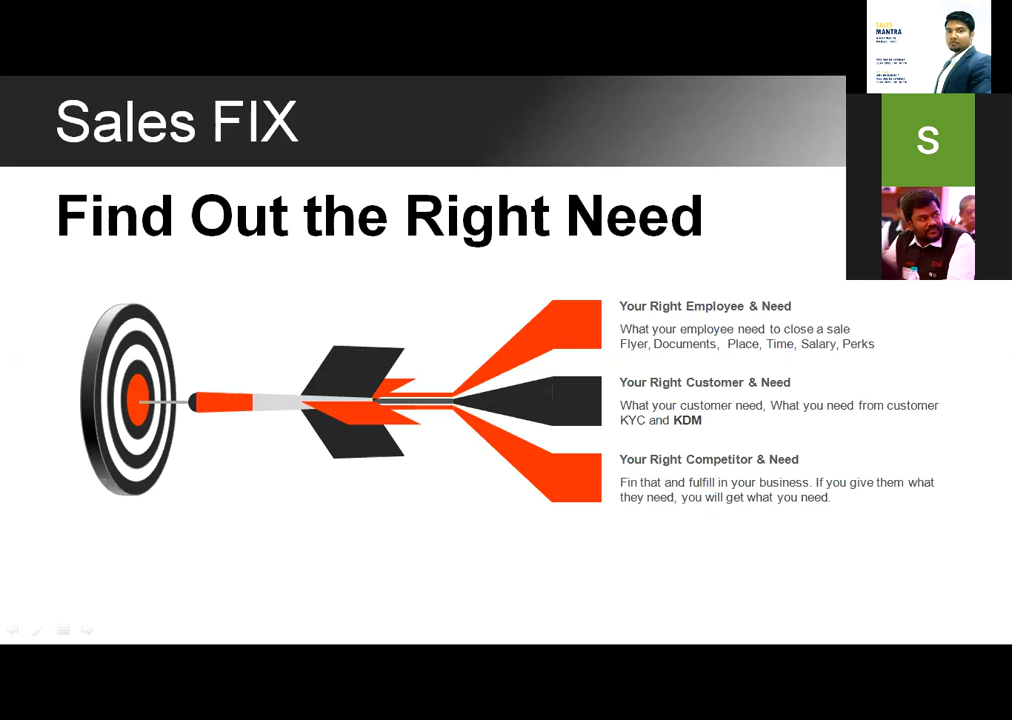 SALES
MANTRA
S
Sales FIX
Find Out the Right Need
Your Right Employee & Need
What your employee need to close a sale
Flyer, Documents, Place, Time, Salary, Perks
Your Right Customer & Need
What your customer need, What you need from customer
KYC and KDM
Your Right Competitor & Need
Fin that and fulfill in your business. If you give them what
they need, you will get what you need.